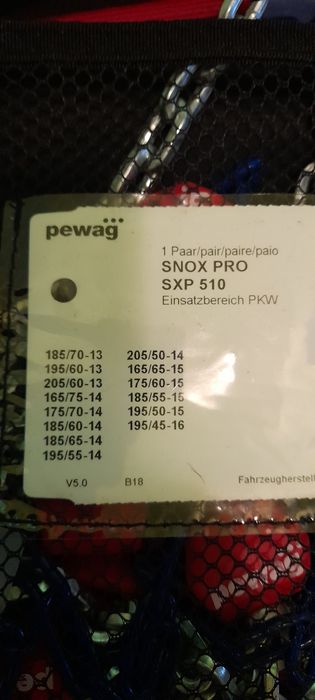 pewag
1 Paar/pair/paire/paio
SNOX PRO
SXP 510
Einsatzbereich PKW
185/70-13
195/60-13
205/60-13
165/75-14
175/70-14
185/60-14
185/65-14
195/55-14
205/50-14
165/65-15
175/60-15
185/55-15
195/50-15
195/45-16
V5.0
B18
Fahrzeugherstell
pe